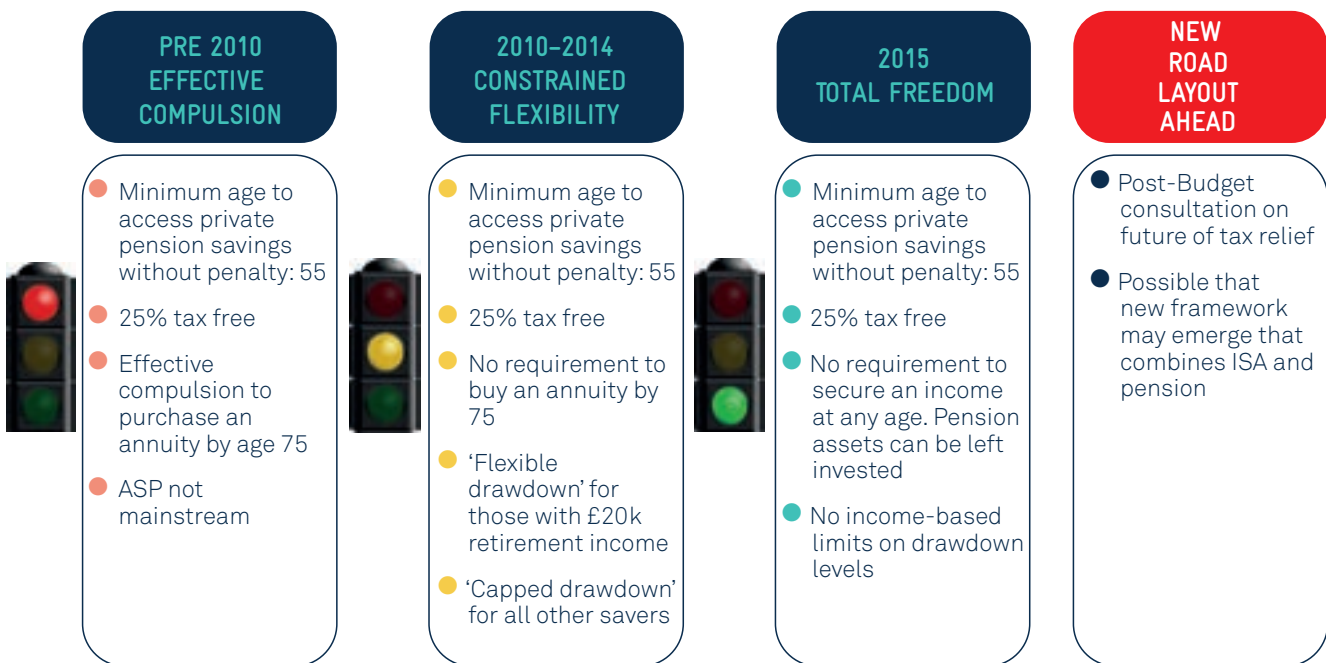 PRE 2010
EFFECTIVE
COMPULSION
Minimum age to
access private
pension savings
without penalty: 55
25% tax free
Effective
compulsion to
purchase an
annuity by age 75
ASP not
mainstream
2010–2014
CONSTRAINED
FLEXIBILITY
Minimum age to
access private
pension savings
without penalty: 55
25% tax free
No requirement to
buy an annuity by
75
‘Flexible
drawdown’ for
those with £20k
retirement income
‘Capped drawdown’
for all other savers
2015
TOTAL FREEDOM
Minimum age to
access private
pension savings
without penalty: 55
25% tax free
No requirement to
secure an income
at any age. Pension
assets can be left
invested
No income-based
limits on drawdown
levels
NEW
ROAD
LAYOUT
AHEAD
Post-Budget
consultation on
future of tax relief
Possible that
new framework
may emerge that
combines ISA and
pension